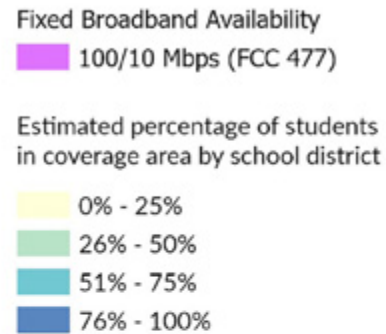 Fixed Broadband Availability
100/10 Mbps (FCC 477)
Estimated percentage of students
in coverage area by school district
0% - 25%
26% - 50%
51% - 75%
76% - 100%